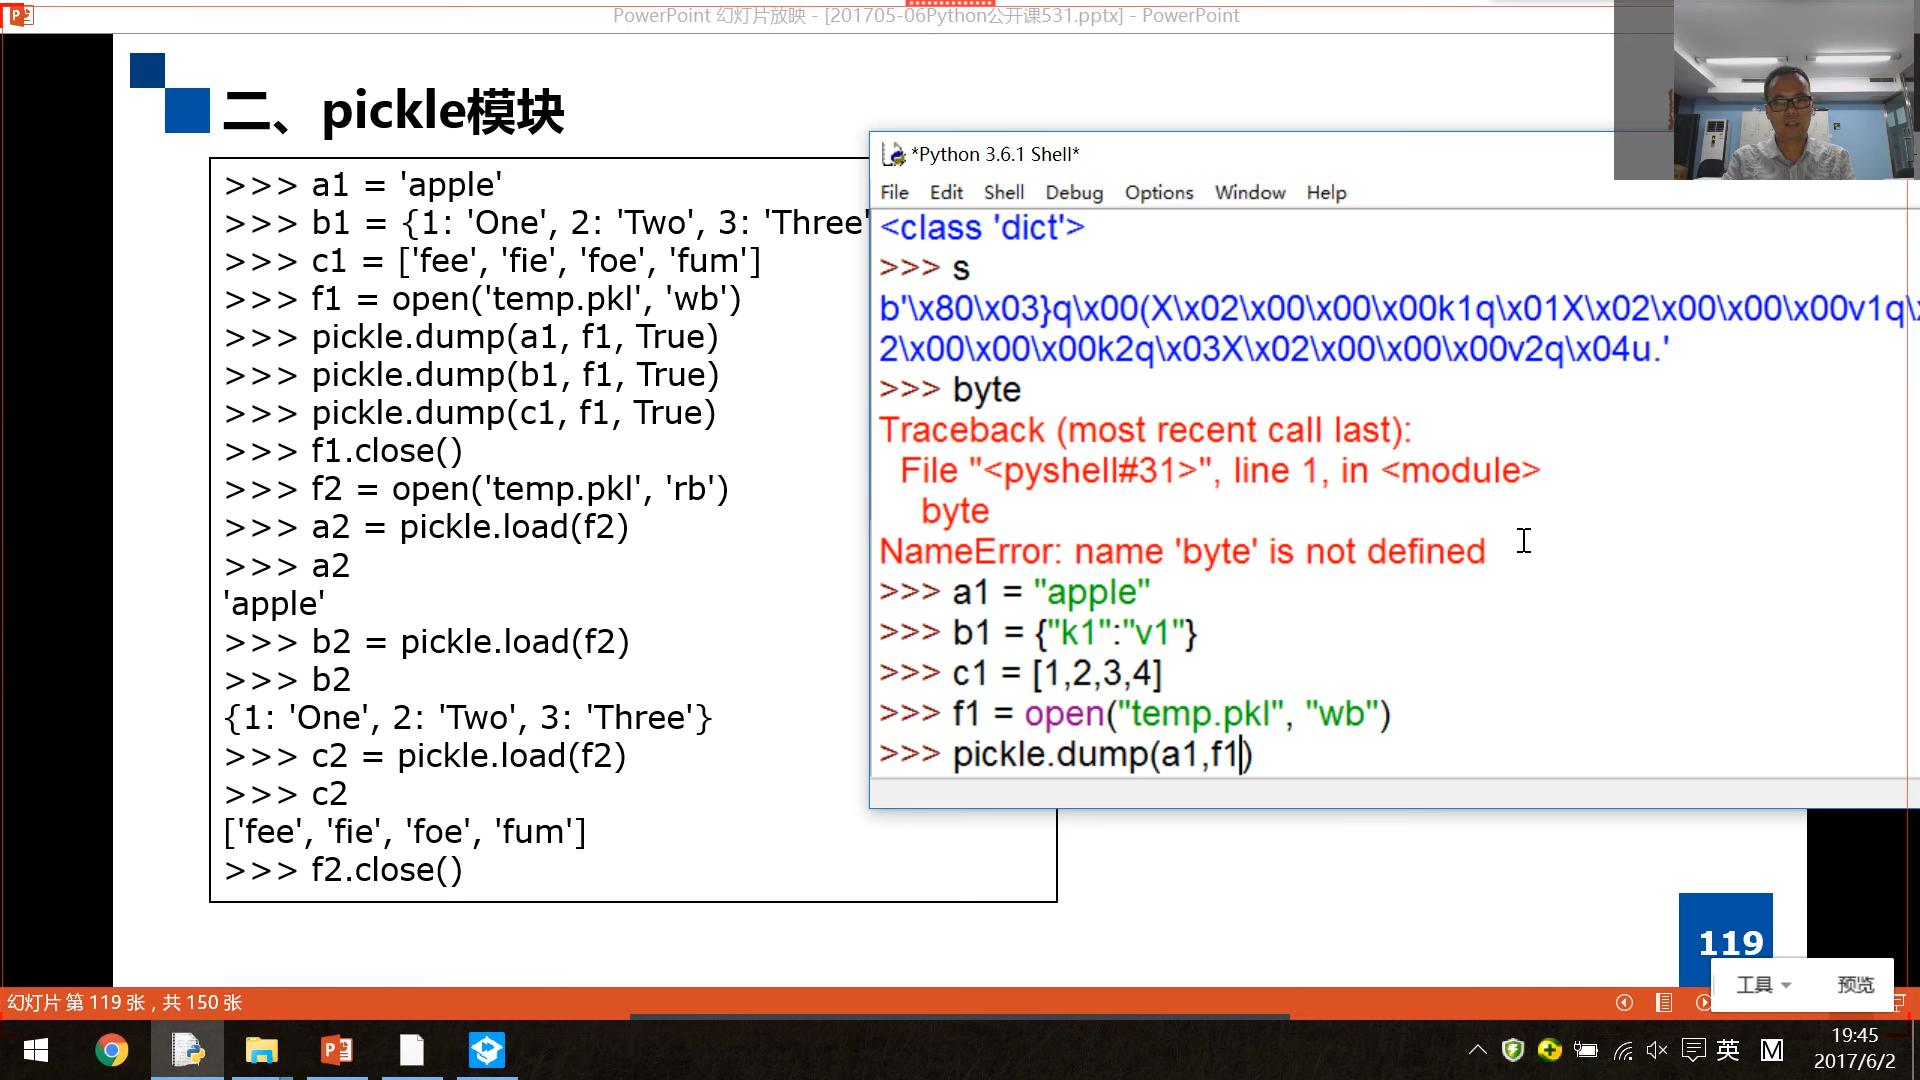 PowerPoint 幻灯片放映 - [201705-06Python公开课531.pptx] - PowerPoint
二、pickle模块
>>> a1 = 'apple'
>>> b1 = {1: 'One', 2: 'Two', 3: 'Three'
>>> c1 = ['fee', 'fie', 'foe', 'fum']
>>> f1 = open('temp.pkl', 'wb')
>>> pickle.dump(a1, f1, True)
>>> pickle.dump(b1, f1, True)
>>> pickle.dump(c1, f1, True)
>>> f1.close()
>>> f2 = open('temp.pkl', 'rb')
>>> a2 = pickle.load(f2)
>>> a2
'apple'
>>> b2 = pickle.load(f2)
>>> b2
{1: 'One', 2: 'Two', 3: 'Three'}
>>> c2 = pickle.load(f2)
>>> c2
['fee', 'fie', 'foe', 'fum']
>>> f2.close()
*Python 3.6.1 Shell*
File Edit Shell Debug Options Window Help
<class 'dict'>
>>> s
b'\x80\x03}q\x00(X\x02\x00\x00\x00k1q\x01X\x02\x00\x00\x00v1q\
2\x00\x00\x00k2q\x03X\x02\x00\x00\x00v2q\x04u.'
>>> byte
Traceback (most recent call last):
File "<pyshell#31>", line 1, in <module>
byte
NameError: name 'byte' is not defined
>>> a1 = "apple"
>>> b1 = {"k1":"v1"}
>>> c1 = [1,2,3,4]
>>> f1 = open("temp.pkl", "wb")
>>> pickle.dump(a1,f1)
119
工具 预览
幻灯片 第 119 张 , 共 150 张
英 M
19:45
2017/6/2